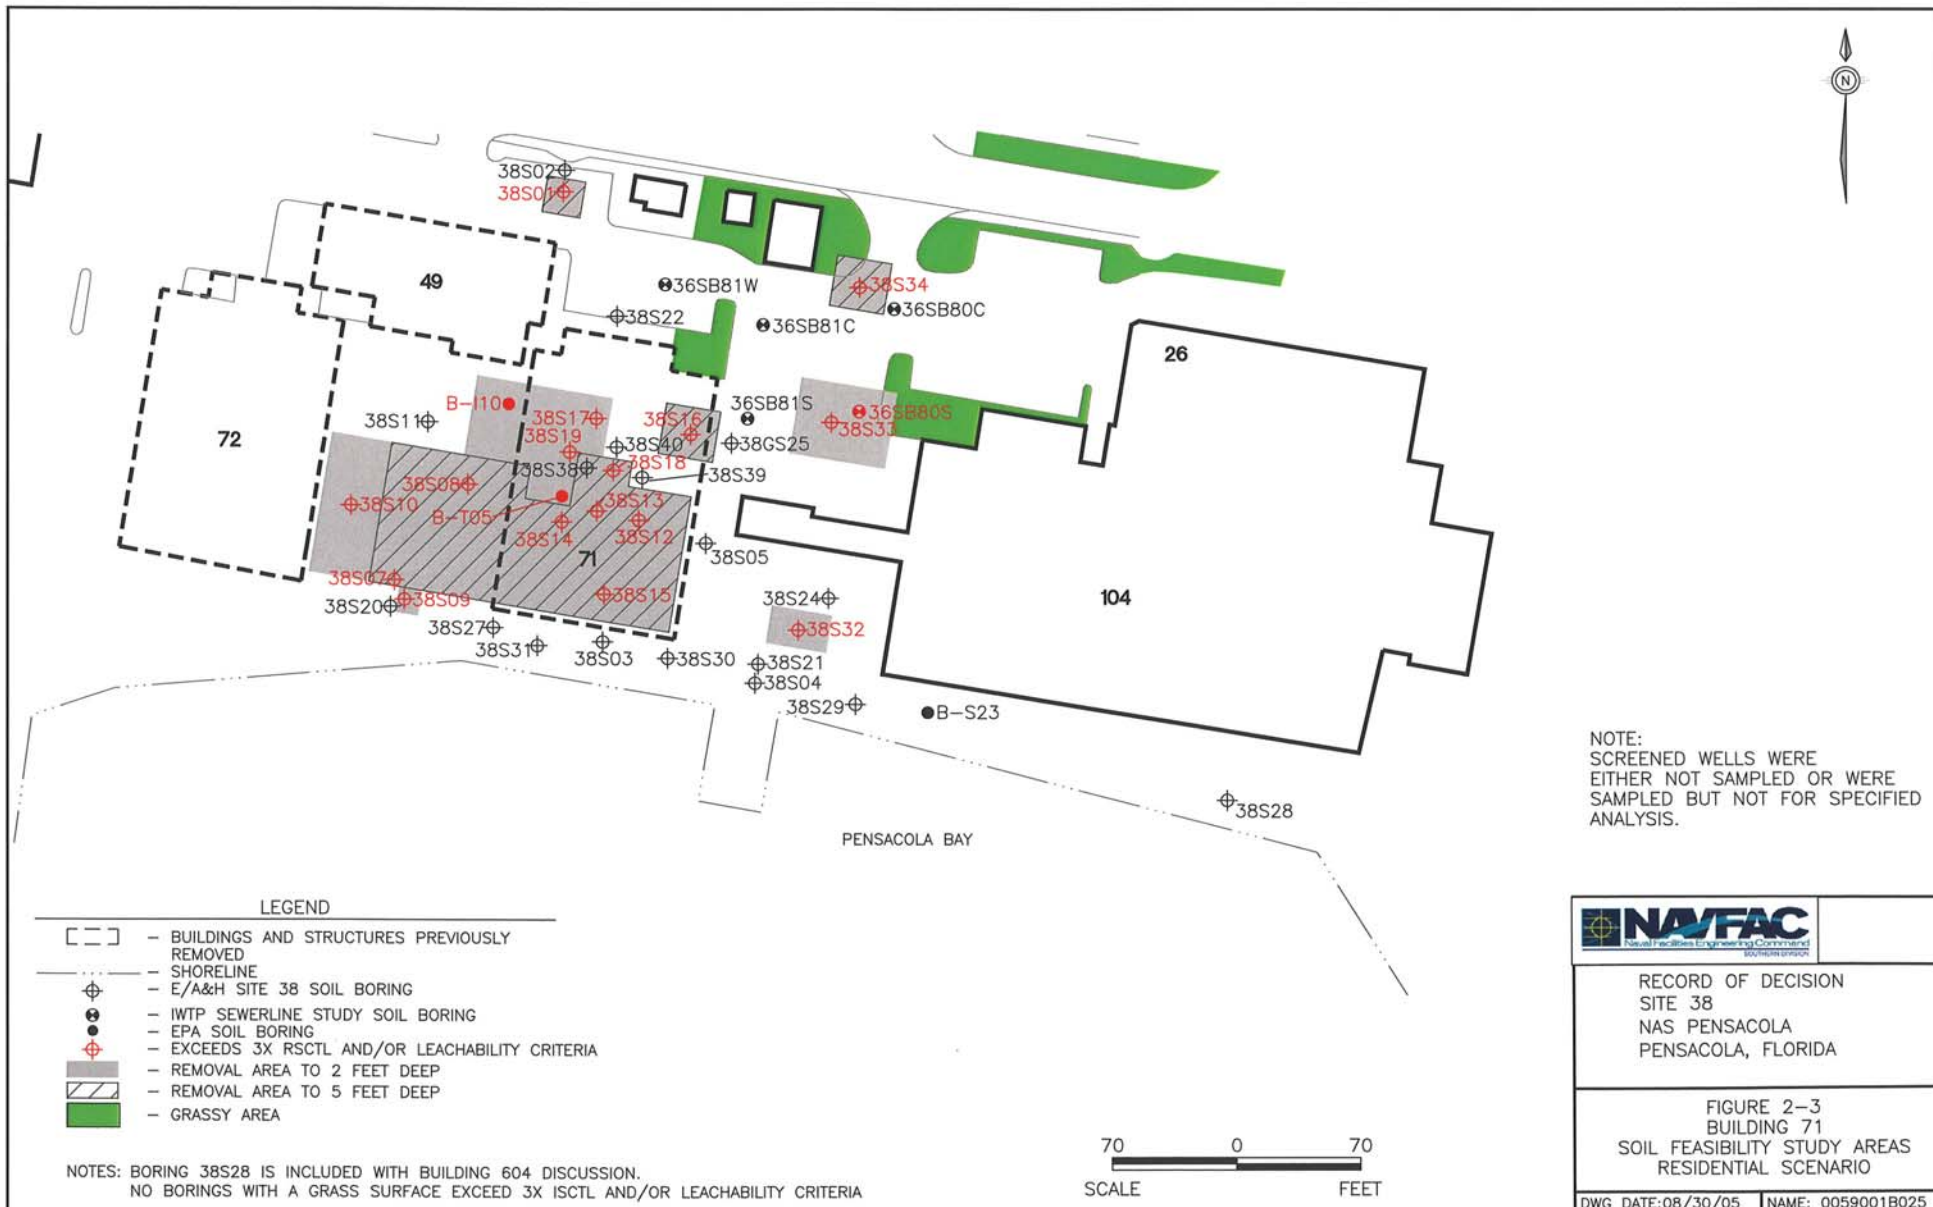 N
38S02
38S01
49
36SB81W
38S34
38S22
36SB80C
36SB81C
26
B-I10
36SB81S
36SB80S
38S11
38S17
38S16
38S33
72
38S19
38S40
38GS25
38S38
38S18
38S39
38S08
38S10
38S13
B-T05
38S14
38S12
38S05
71
38S07
38S15
104
38S20
38S09
38S24
38S27
38S32
38S31
38S03
38S30
38S21
38S04
38S29
B-S23
38S28
PENSACOLA BAY
NOTE:
SCREENED WELLS WERE
EITHER NOT SAMPLED OR WERE
SAMPLED BUT NOT FOR SPECIFIED
ANALYSIS.
LEGEND
– BUILDINGS AND STRUCTURES PREVIOUSLY
REMOVED
– SHORELINE
– E/A&H SITE 38 SOIL BORING
– IWTP SEWERLINE STUDY SOIL BORING
– EPA SOIL BORING
– EXCEEDS 3X RSCTL AND/OR LEACHABILITY CRITERIA
– REMOVAL AREA TO 2 FEET DEEP
– REMOVAL AREA TO 5 FEET DEEP
– GRASSY AREA
NOTES: BORING 38S28 IS INCLUDED WITH BUILDING 604 DISCUSSION.
NO BORINGS WITH A GRASS SURFACE EXCEED 3X ISCTL AND/OR LEACHABILITY CRITERIA
70 0 70
SCALE FEET
NAVFAC
Naval Facilities Engineering Command
SOUTHERN DIVISION
RECORD OF DECISION
SITE 38
NAS PENSACOLA
PENSACOLA, FLORIDA
FIGURE 2–3
BUILDING 71
SOIL FEASIBILITY STUDY AREAS
RESIDENTIAL SCENARIO
DWG DATE:08/30/05 NAME: 0059001B025